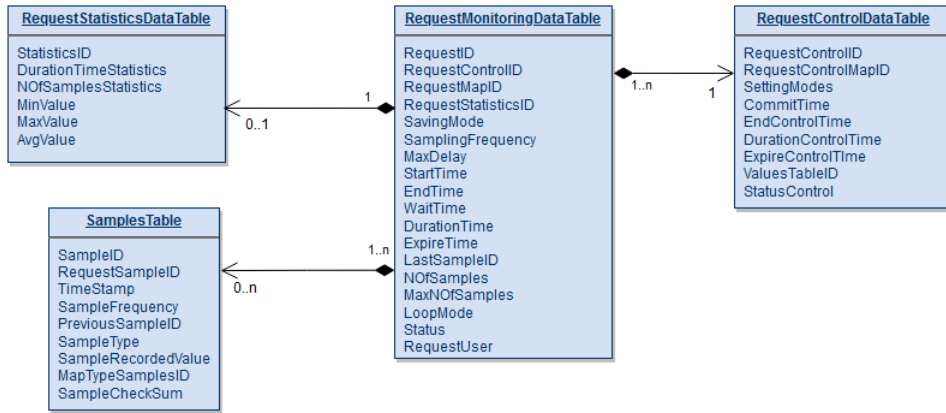 RequestStatisticsDataTable
StatisticsID
DurationTimeStatistics
NOfSamplesStatistics
MinValue
MaxValue
AvgValue
RequestMonitoringDataTable
RequestID
RequestControlID
RequestMapID
RequestStatisticsID
SavingMode
SamplingFrequency
MaxDelay
StartTime
EndTime
WaitTime
DurationTime
ExpireTime
LastSampleID
NOfSamples
MaxNOfSamples
LoopMode
Status
RequestUser
RequestControlDataTable
RequestControlID
RequestControlMapID
SettingModes
CommitTime
EndControlTime
DurationControlTime
ExpireControlTIme
ValuesTableID
StatusControl
SamplesTable
SampleID
RequestSampleID
TimeStamp
SampleFrequency
PreviousSampleID
SampleType
SampleRecordedValue
MapTypeSamplesID
SampleCheckSum
1
0..1
1..n
1
1..n
0..n